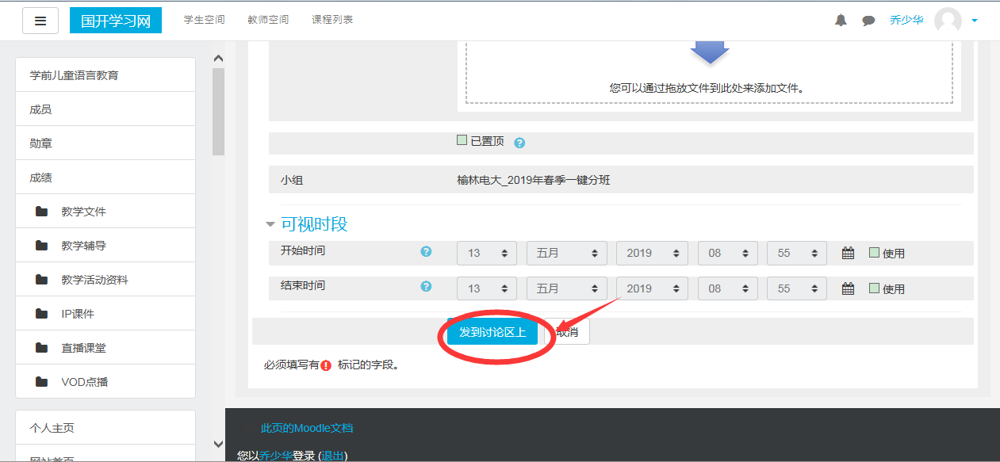 国开学习网 学生空间 教师空间 课程列表 乔少华
学前儿童语言教育
成员
勋章
成绩
教学文件
教学辅导
教学活动资料
IP课件
直播课堂
VOD点播
个人主页
网站首页
您可以通过拖放文件到此处来添加文件。
已置顶
小组 榆林电大_2019年春季一键分班
可视时段
开始时间 13 五月 2019 08 55 使用
结束时间 13 五月 2019 08 55 使用
发到讨论区上 取消
必须填写有 标记的字段。
此页的Moodle文档
您以乔少华登录 (退出)